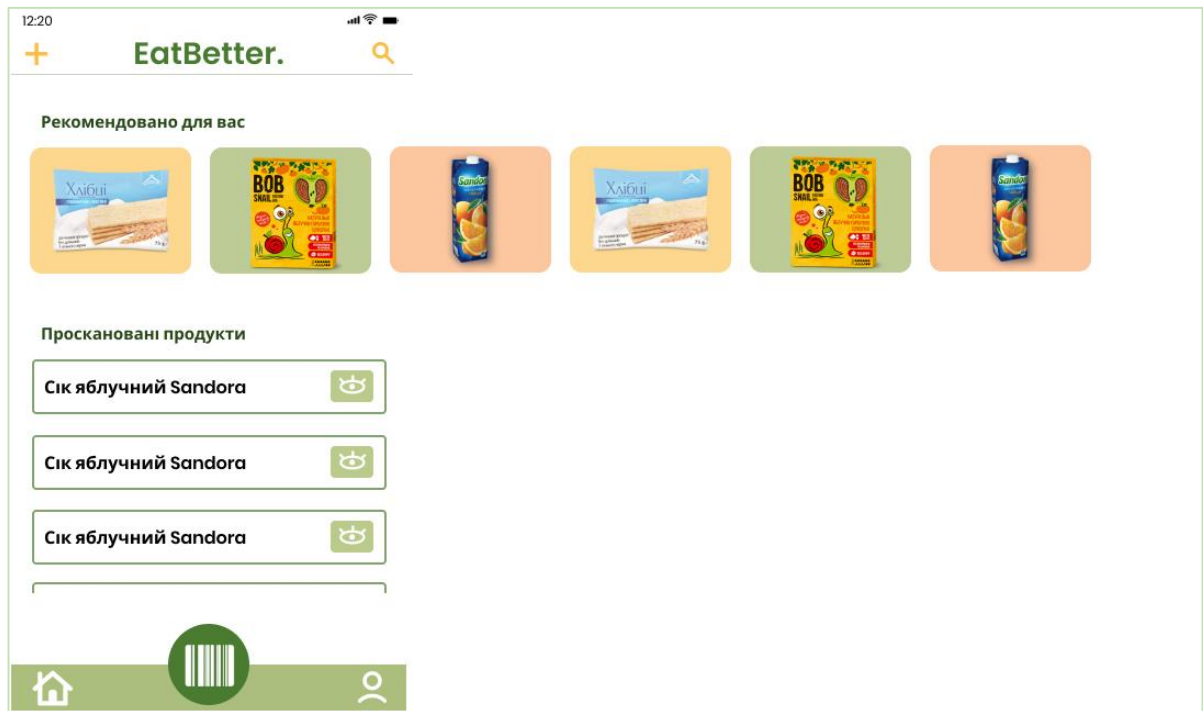 12:20
EatBetter.
Рекомендовано для вас
Хлібці
BOB
SNAIL
Sandora
Хлібці
BOB
SNAIL
Проскановані продукти
Сік яблучний Sandora
Сік яблучний Sandora
Сік яблучний Sandora